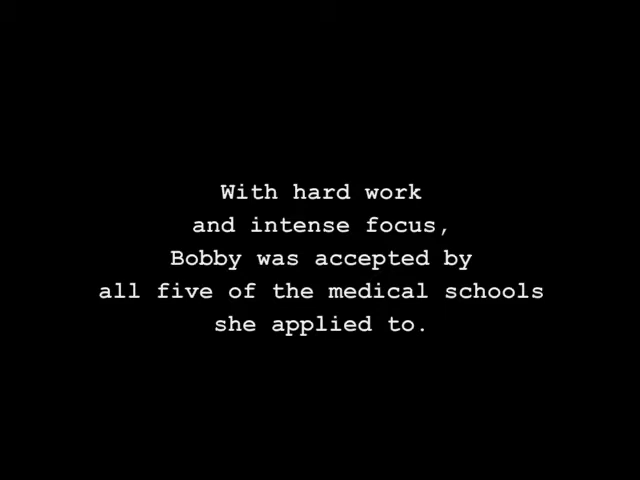 With hard work
and intense focus,
Bobby was accepted by
all five of the medical schools
she applied to.